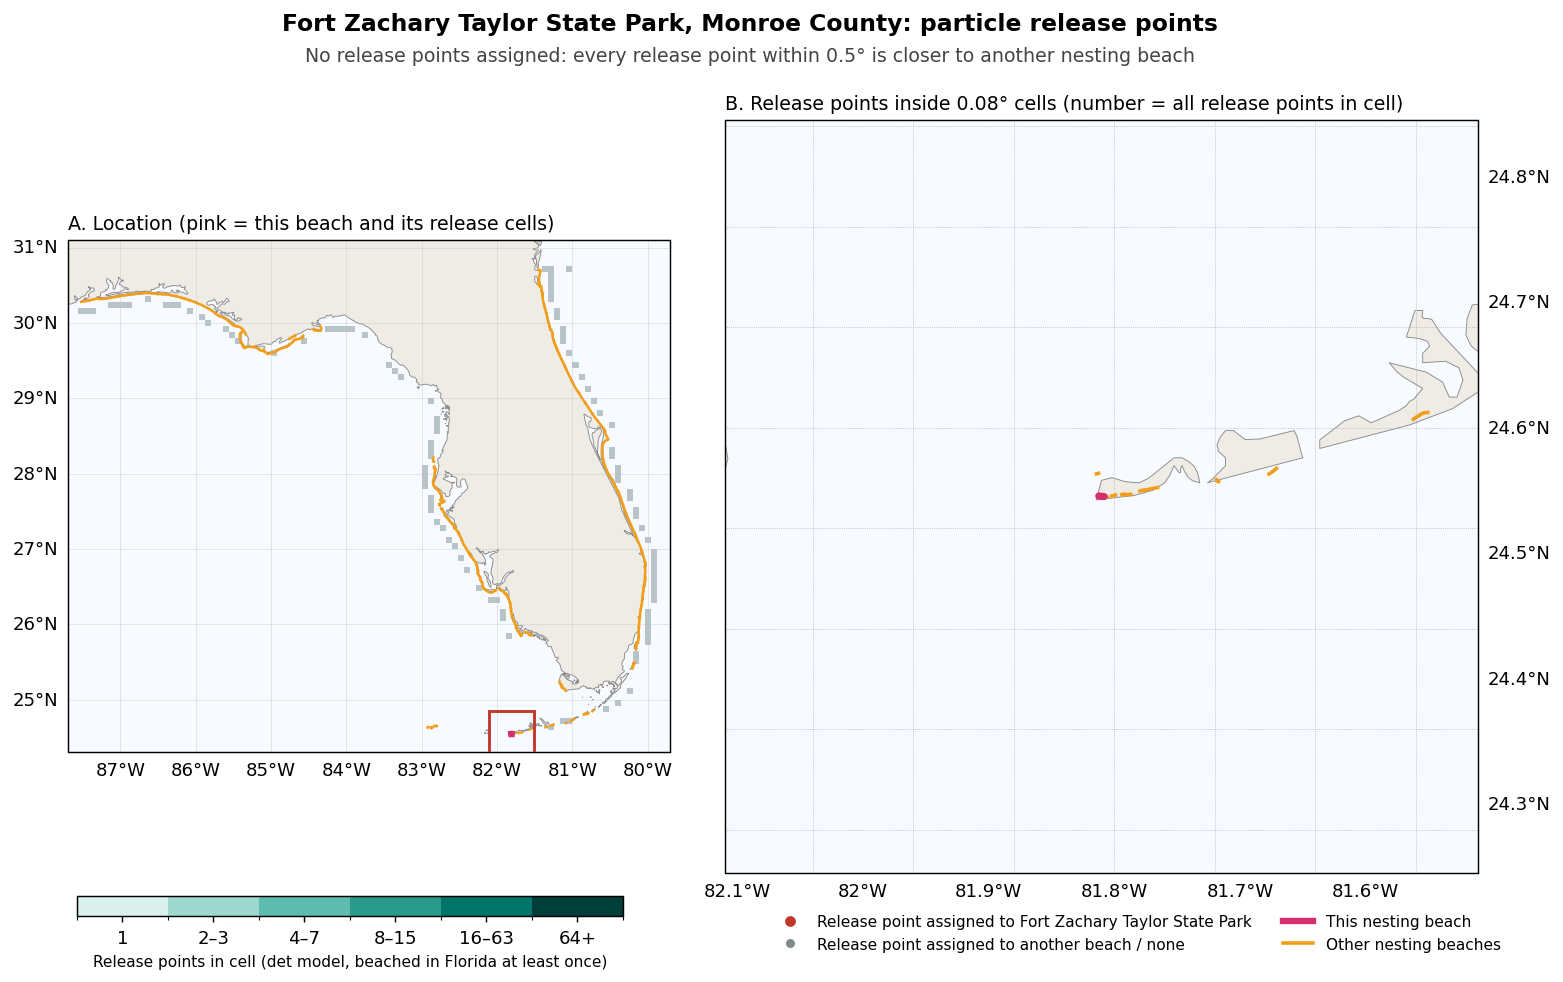 Fort Zachary Taylor State Park, Monroe County: particle release points
No release points assigned: every release point within 0.5° is closer to another nesting beach
A. Location (pink = this beach and its release cells)
31°N
30°N
29°N
28°N
27°N
26°N
25°N
87°W 86°W 85°W 84°W 83°W 82°W 81°W 80°W
B. Release points inside 0.08° cells (number = all release points in cell)
24.8°N
24.7°N
24.6°N
24.5°N
24.4°N
24.3°N
82.1°W 82°W 81.9°W 81.8°W 81.7°W 81.6°W
1 2–3 4–7 8–15 16–63 64+
Release points in cell (det model, beached in Florida at least once)
Release point assigned to Fort Zachary Taylor State Park
Release point assigned to another beach / none
This nesting beach
Other nesting beaches